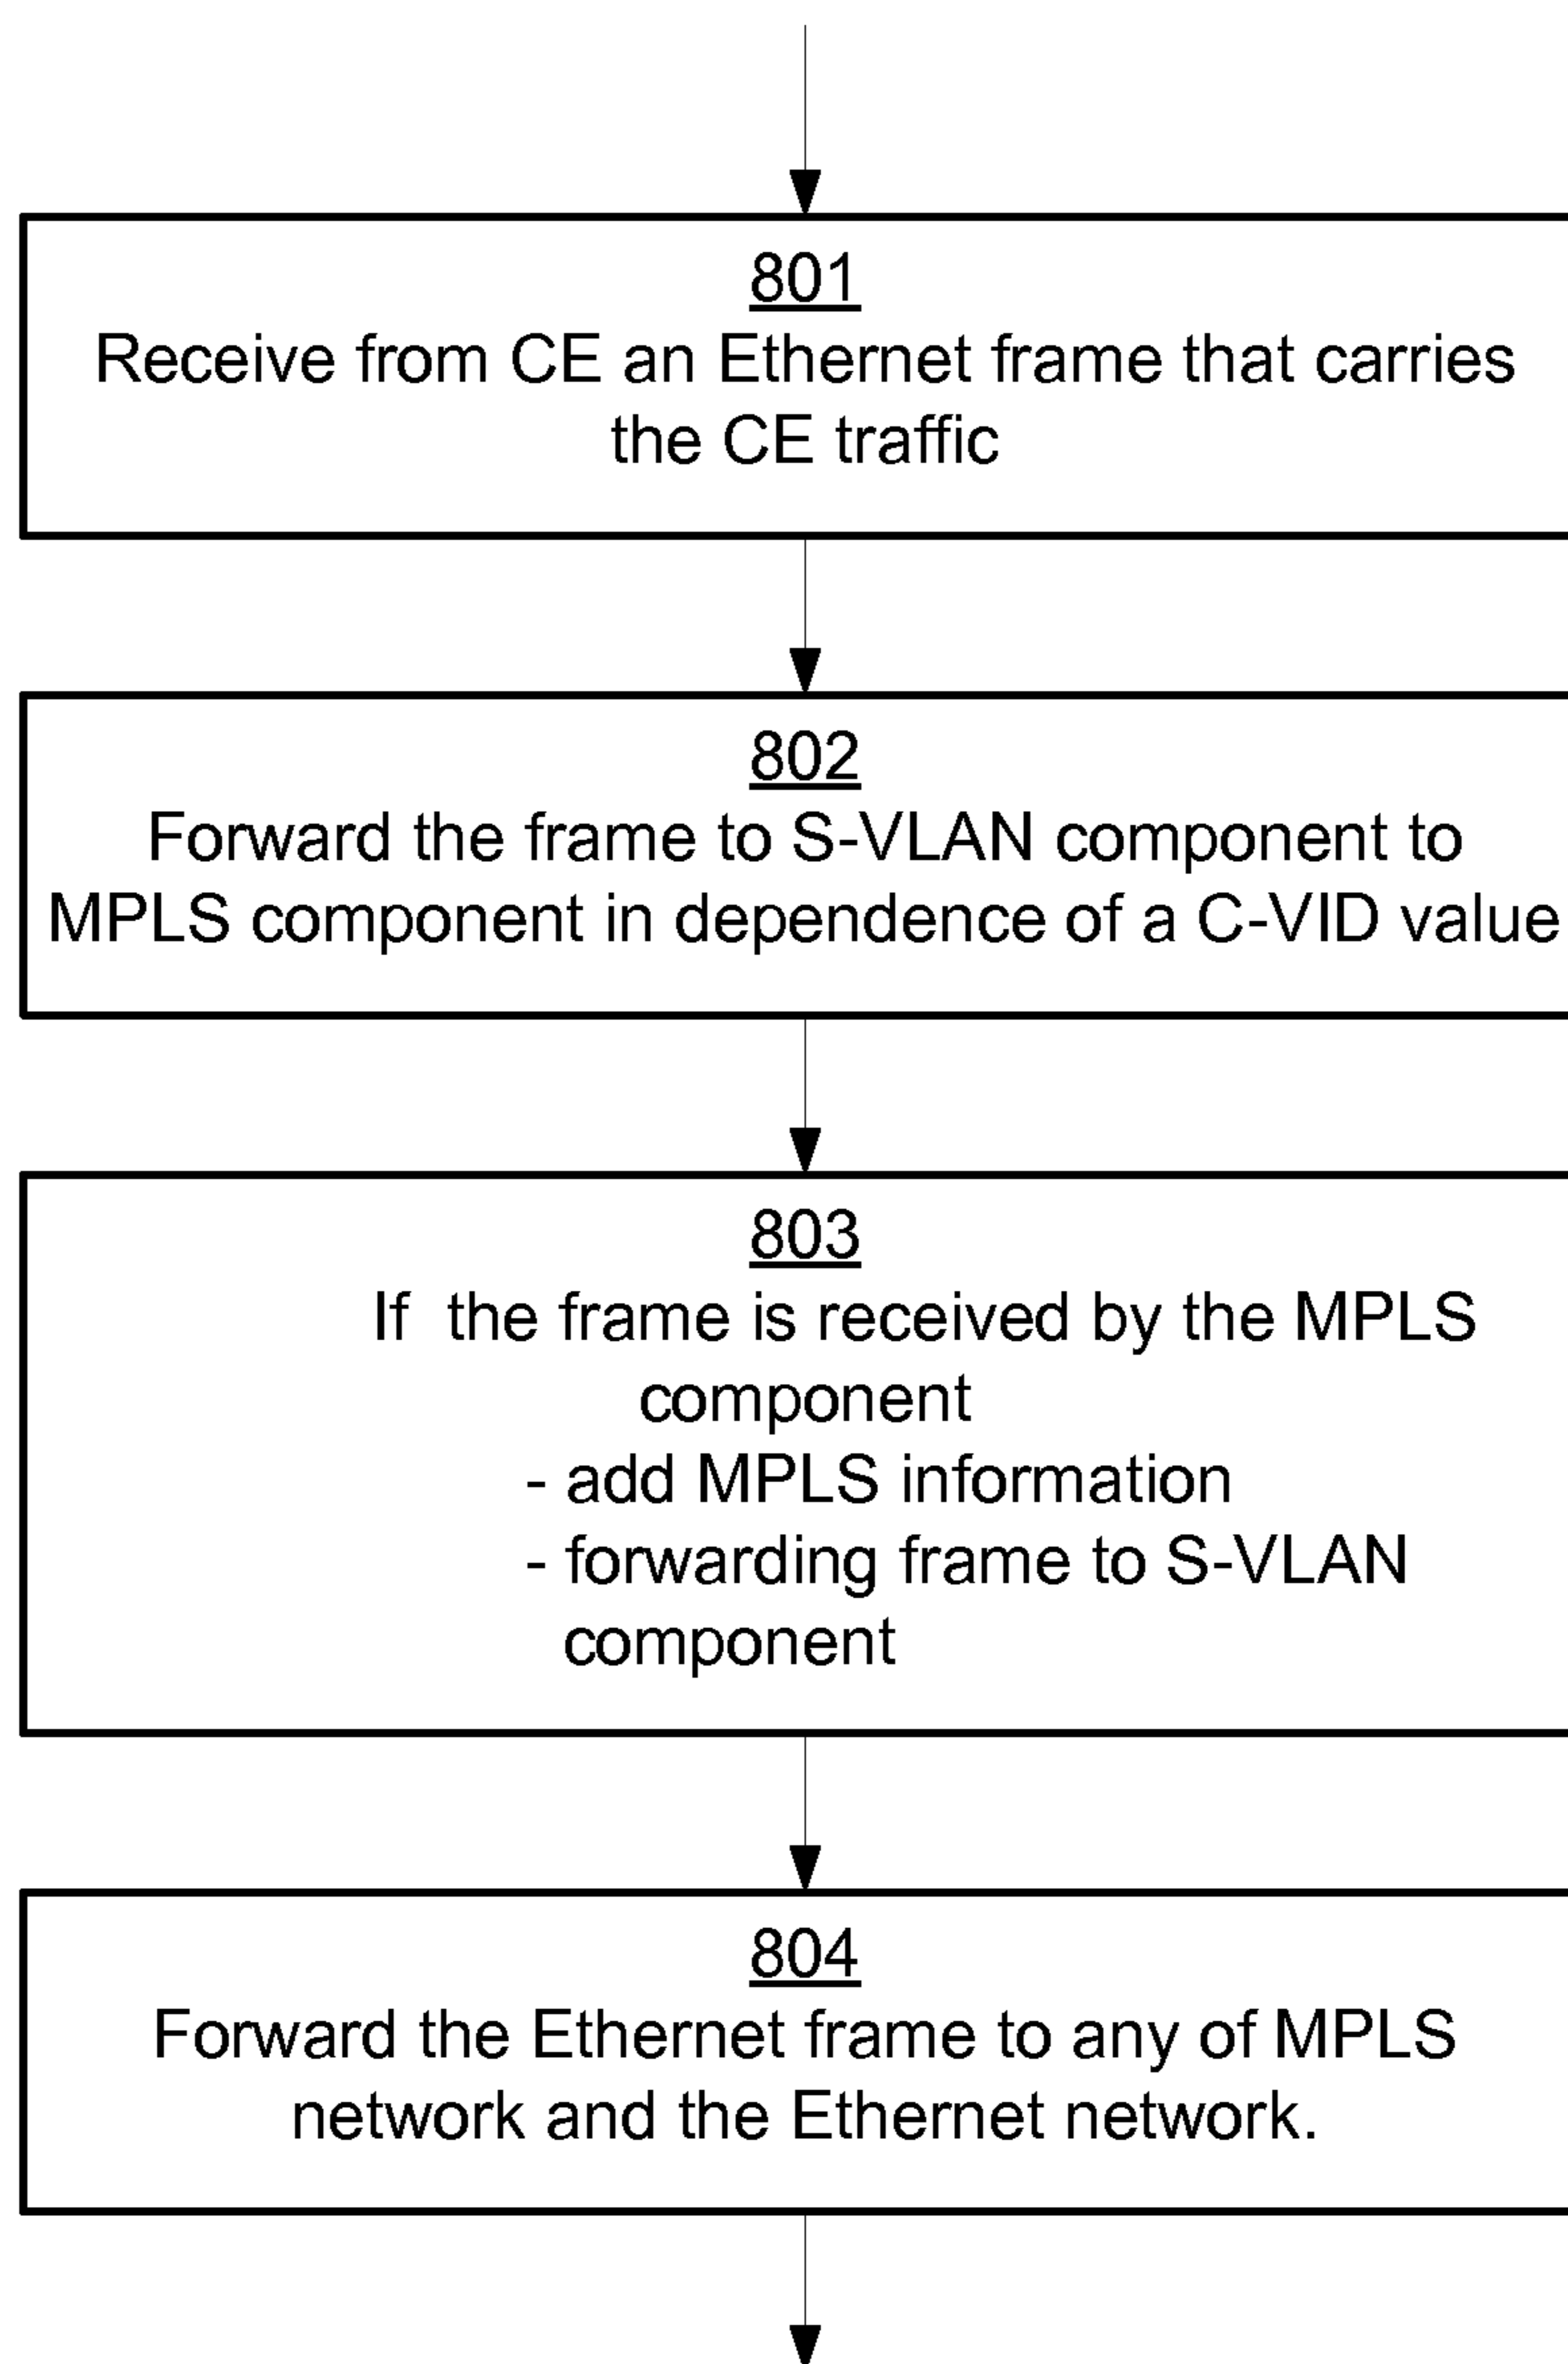 801
Receive from CE an Ethernet frame that carries
the CE traffic
802
Forward the frame to S-VLAN component to
MPLS component in dependence of a C-VID value
803
If the frame is received by the MPLS
component
- add MPLS information
- forwarding frame to S-VLAN
component
804
Forward the Ethernet frame to any of MPLS
network and the Ethernet network.